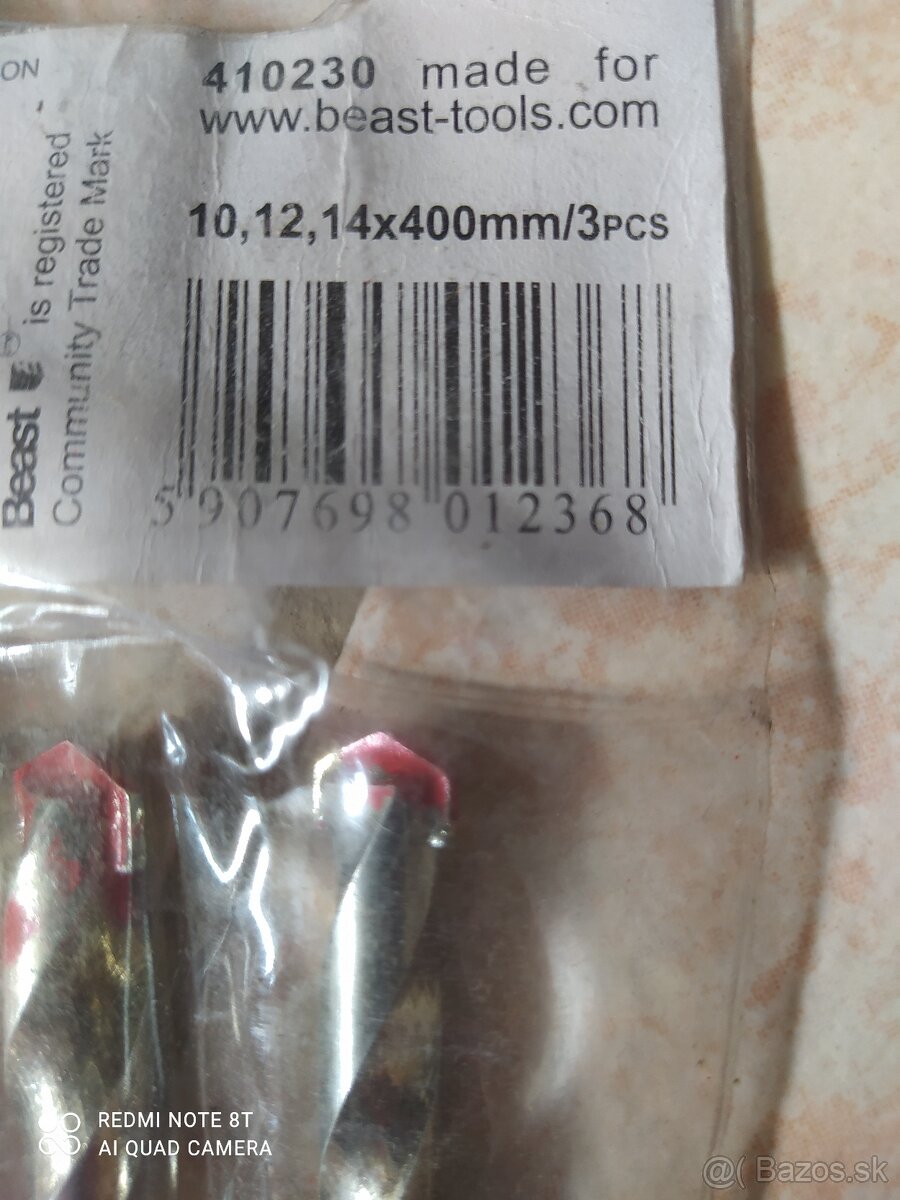 ON
410230 made for
www.beast-tools.com
10,12,14x400mm/3PCS
Beast is registered
Community Trade Mark
907698 012368
REDMI NOTE 8T
AI QUAD CAMERA
@( Bazos.sk